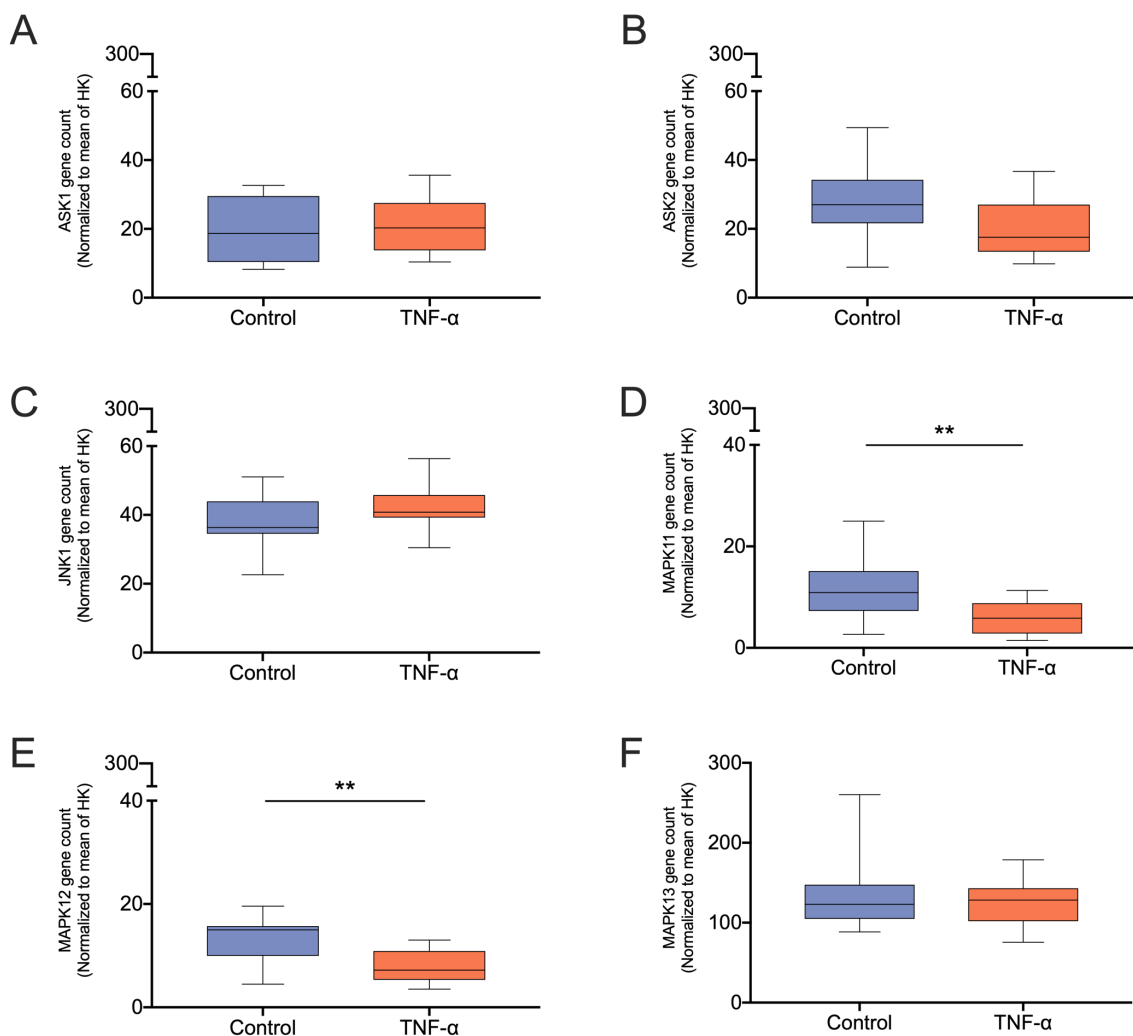 A
ASK1 gene count
(Normalized to mean of HK)
300
60
40
20
0
Control
TNF-α
B
ASK2 gene count
(Normalized to mean of HK)
300
60
40
20
0
Control
TNF-α
C
JNK1 gene count
(Normalized to mean of HK)
300
60
40
20
0
Control
TNF-α
D
MAPK11 gene count
(Normalized to mean of HK)
300
40
20
0
**
Control
TNF-α
E
MAPK12 gene count
(Normalized to mean of HK)
300
40
20
0
**
Control
TNF-α
F
MAPK13 gene count
(Normalized to mean of HK)
300
200
100
0
Control
TNF-α